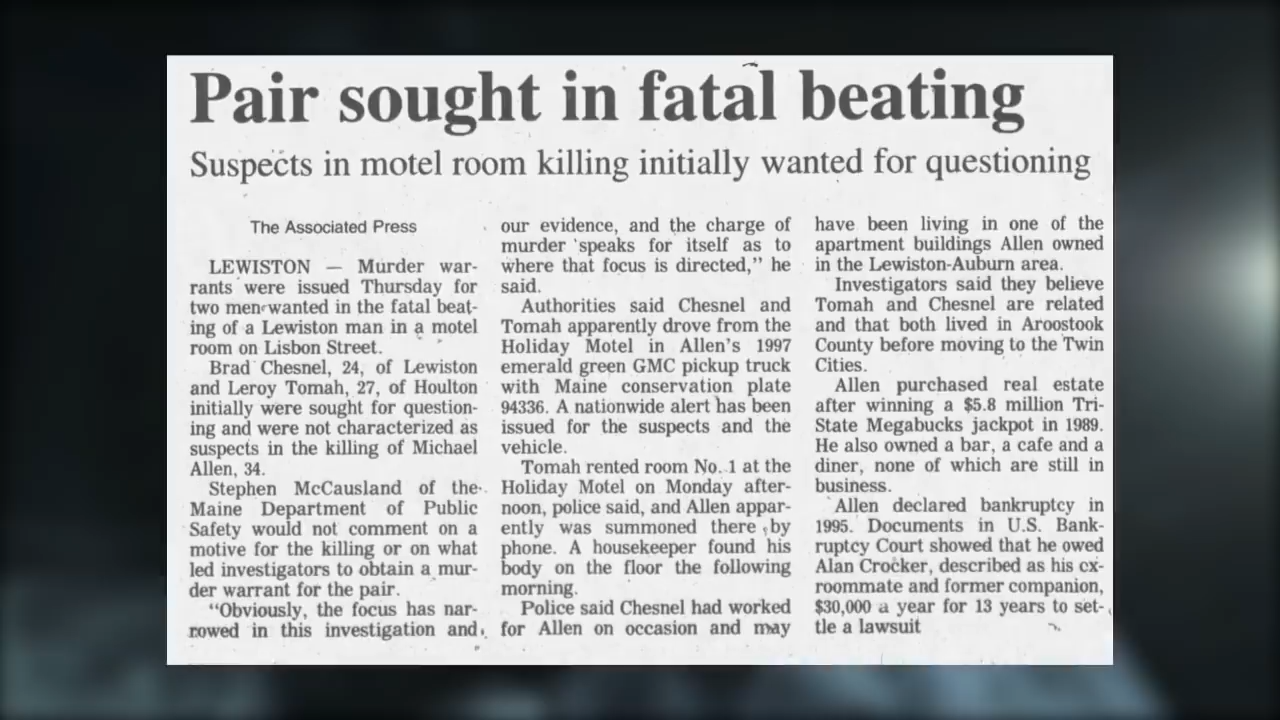 Pair sought in fatal beating
Suspects in motel room killing initially wanted for questioning
The Associated Press
LEWISTON — Murder war-
rants were issued Thursday for
two men wanted in the fatal beat-
ing of a Lewiston man in a motel
room on Lisbon Street.
Brad Chesnel, 24, of Lewiston
and Leroy Tomah, 27, of Houlton
initially were sought for question-
ing and were not characterized as
suspects in the killing of Michael
Allen, 34.
Stephen McCausland of the
Maine Department of Public
Safety would not comment on a
motive for the killing or on what
led investigators to obtain a mur-
der warrant for the pair.
"Obviously, the focus has nar-
rowed in this investigation and
our evidence, and the charge of
murder speaks for itself as to
where that focus is directed," he
said.
Authorities said Chesnel and
Tomah apparently drove from the
Holiday Motel in Allen's 1997
emerald green GMC pickup truck
with Maine conservation plate
94336. A nationwide alert has been
issued for the suspects and the
vehicle.
Tomah rented room No. 1 at the
Holiday Motel on Monday after-
noon, police said, and Allen appar-
ently was summoned there by
phone. A housekeeper found his
body on the floor the following
morning.
Police said Chesnel had worked
for Allen on occasion and may
have been living in one of the
apartment buildings Allen owned
in the Lewiston-Auburn area.
Investigators said they believe
Tomah and Chesnel are related
and that both lived in Aroostook
County before moving to the Twin
Cities.
Allen purchased real estate
after winning a $5.8 million Tri-
State Megabucks jackpot in 1989.
He also owned a bar, a cafe and a
diner, none of which are still in
business.
Allen declared bankruptcy in
1995. Documents in U.S. Bank-
ruptcy Court showed that he owed
Alan Crocker, described as his ex-
roommate and former companion,
$30,000 a year for 13 years to set-
tle a lawsuit